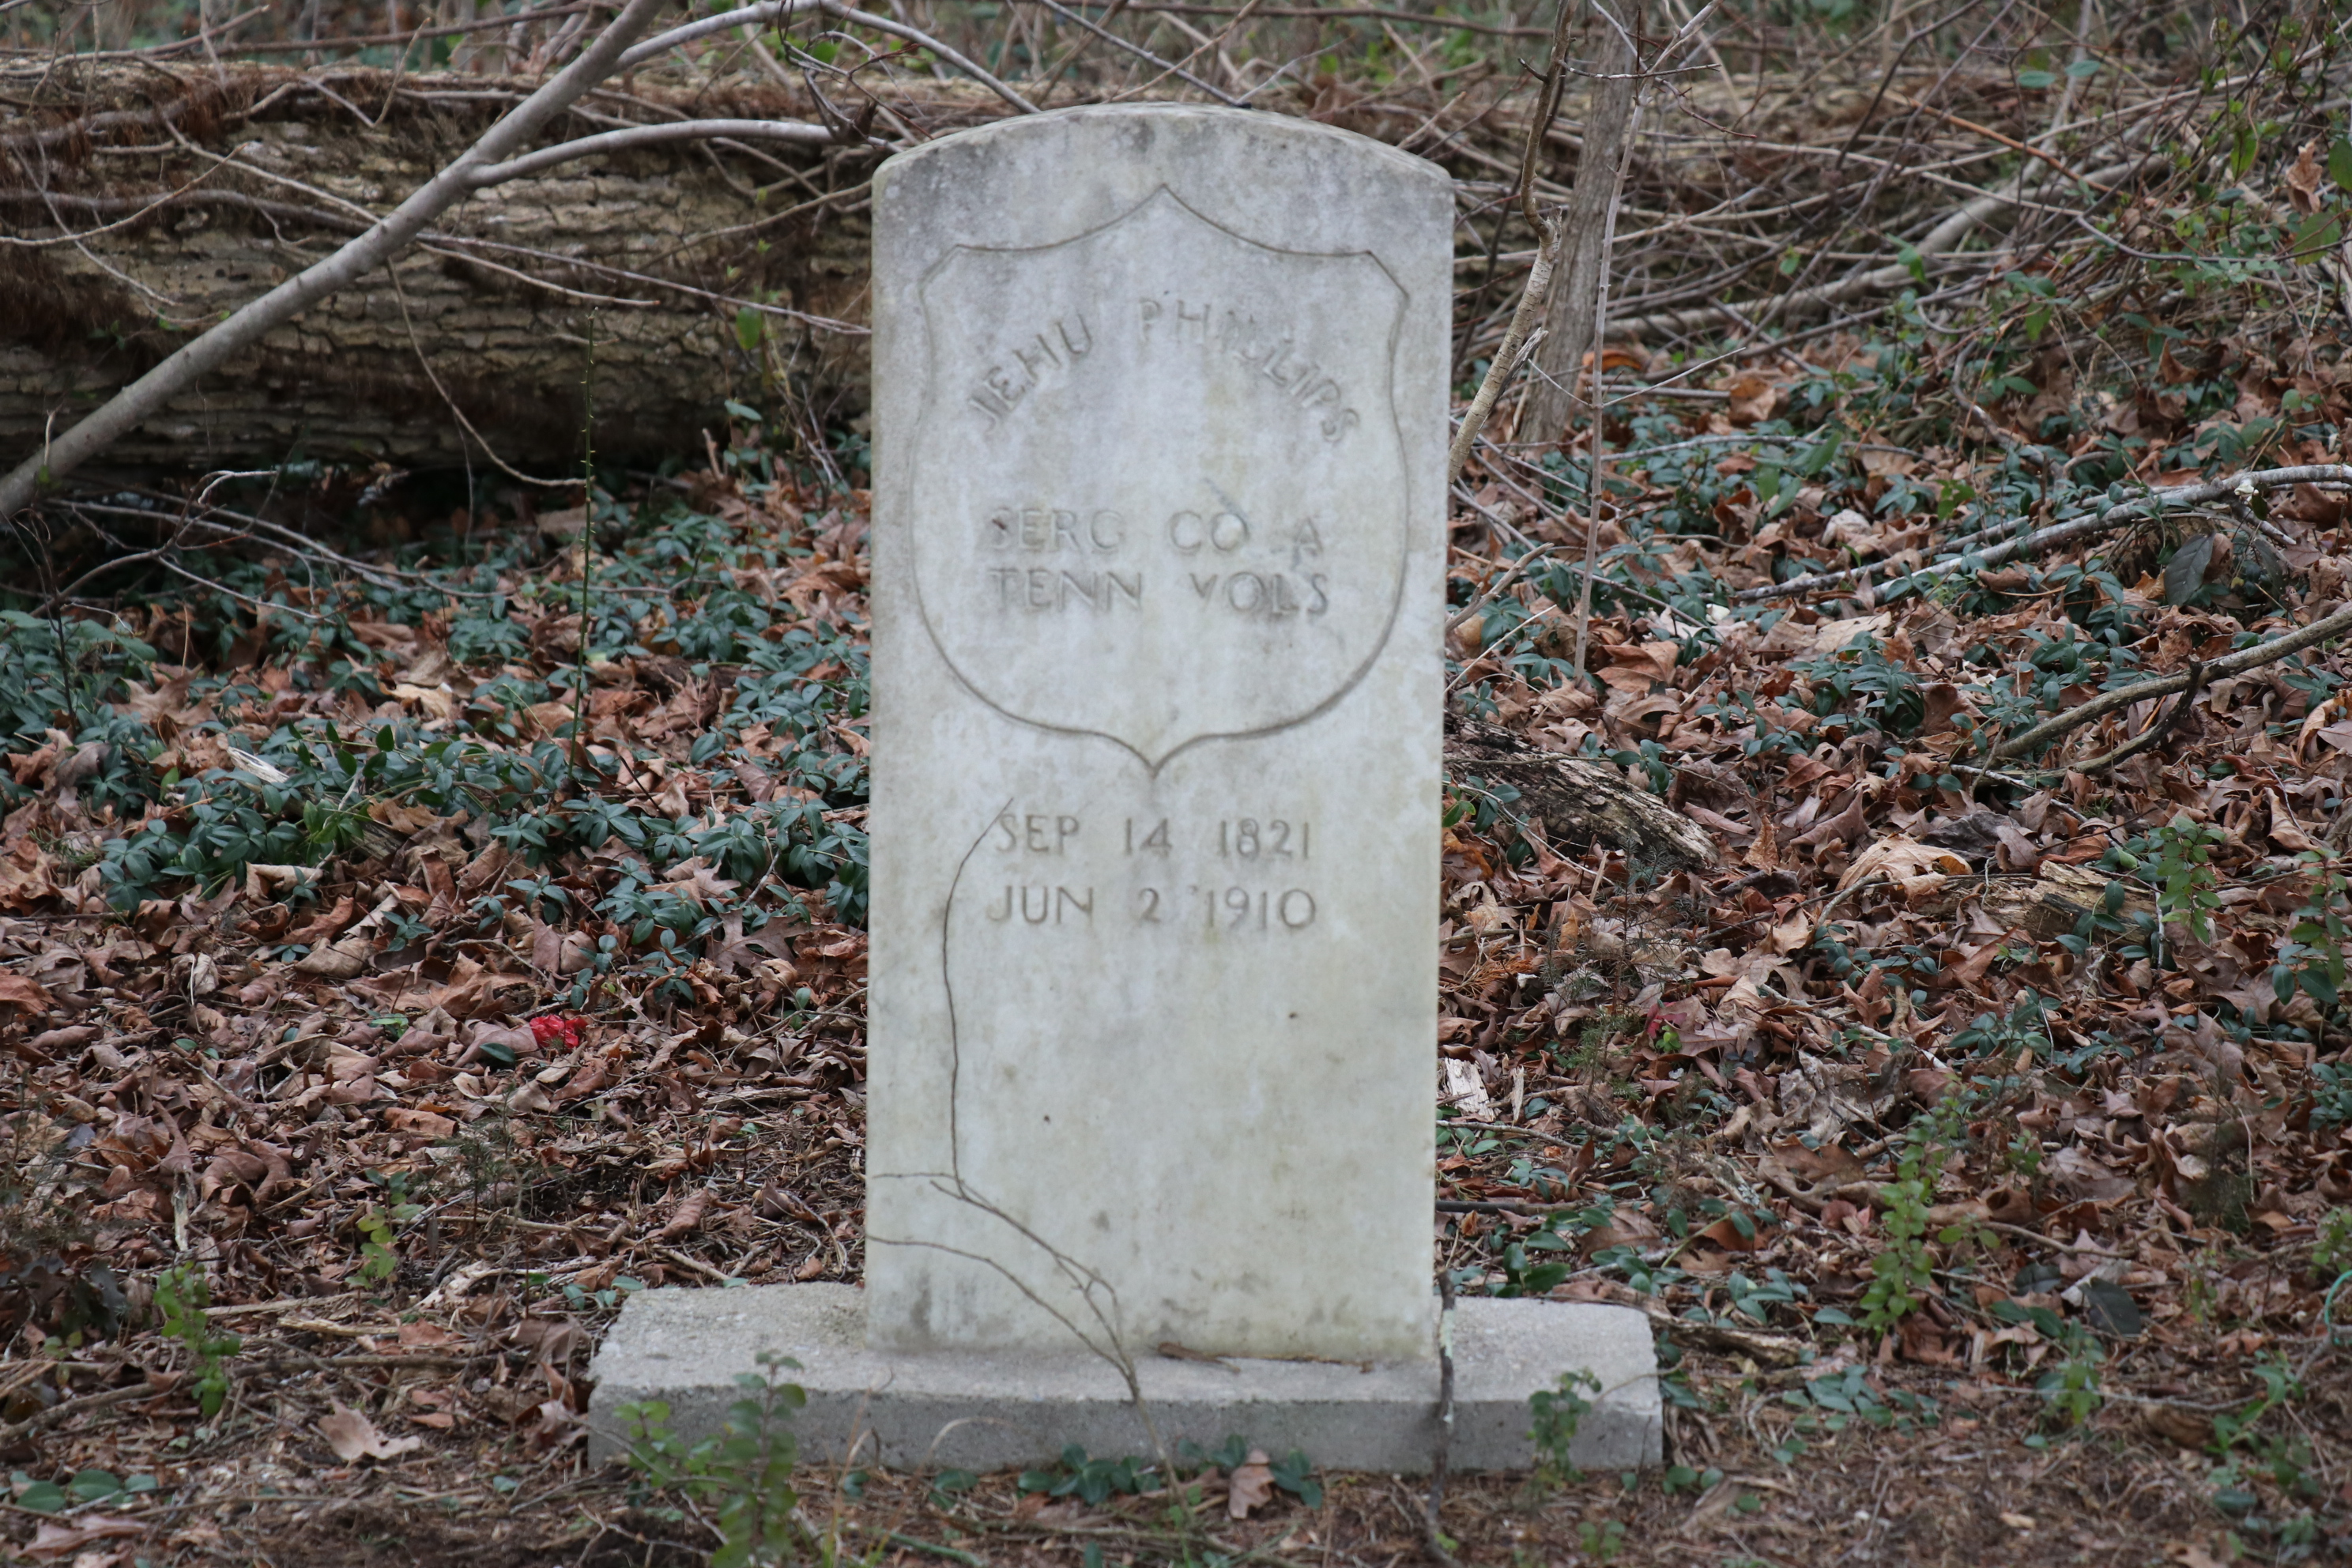 JEHU PHILLIPS
SERG CO A
TENN VOLS
SEP 14 1821
JUN 2 1910